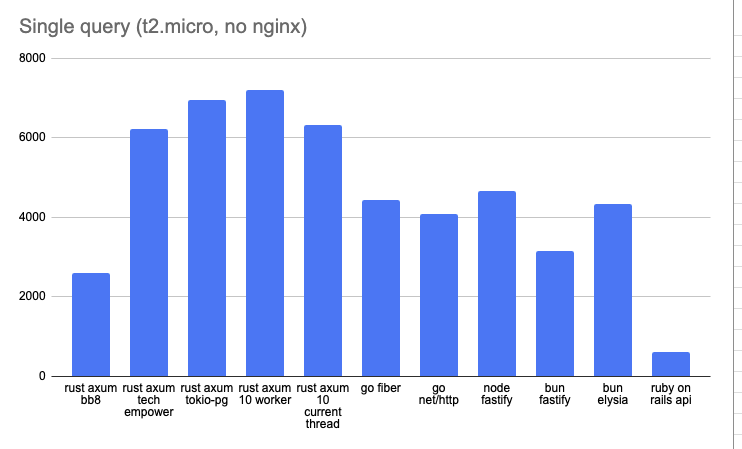 Single query (t2.micro, no nginx)
8000
6000
4000
2000
0
rust axum
bb8
rust axum
tech
empower
rust axum
tokio-pg
rust axum
10 worker
rust axum
10
current
thread
go fiber
go
net/http
node
fastify
bun
fastify
bun
elysia
ruby on
rails api